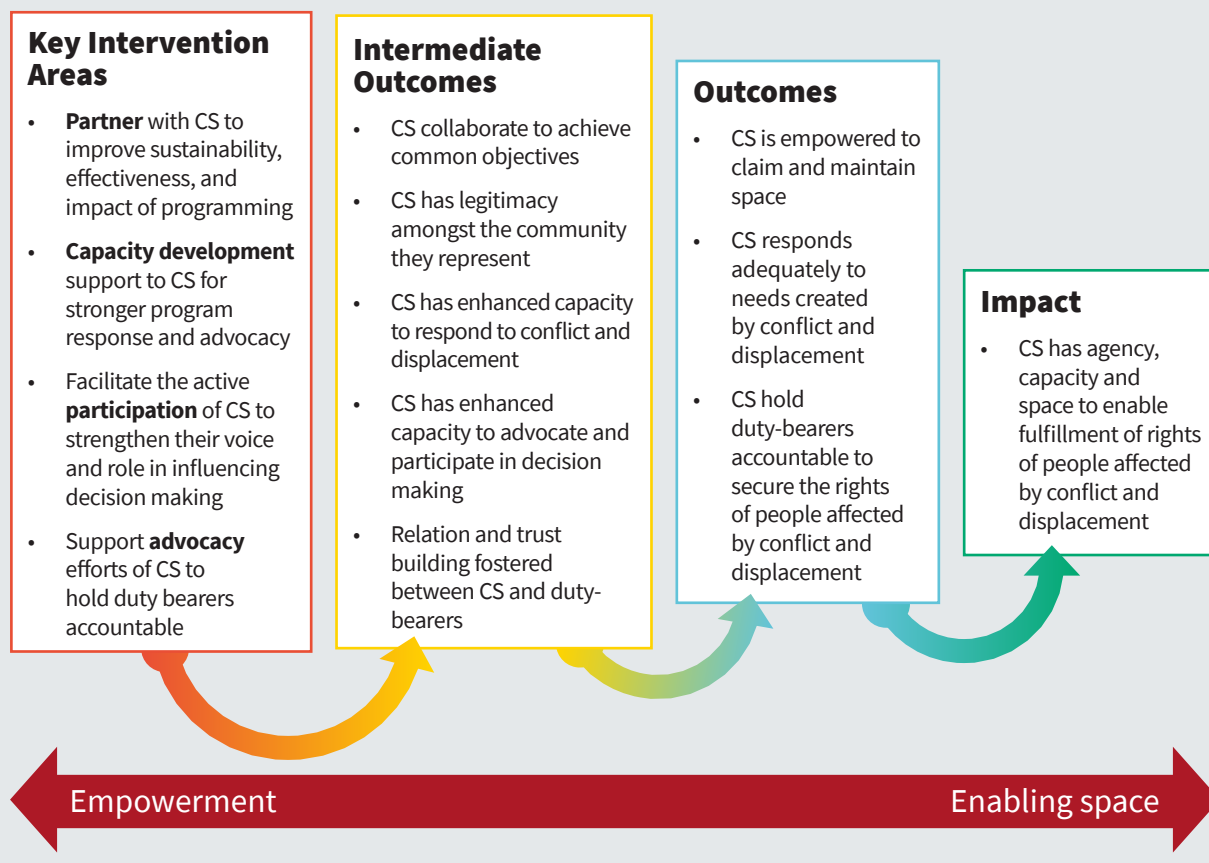 Key Intervention
Areas
• Partner with CS to
improve sustainability,
effectiveness, and
impact of programming
• Capacity development
support to CS for
stronger program
response and advocacy
• Facilitate the active
participation of CS to
strengthen their voice
and role in influencing
decision making
• Support advocacy
efforts of CS to
hold duty bearers
accountable
Intermediate
Outcomes
• CS collaborate to achieve
common objectives
• CS has legitimacy
amongst the community
they represent
• CS has enhanced capacity
to respond to conflict and
displacement
• CS has enhanced
capacity to advocate and
participate in decision
making
• Relation and trust
building fostered
between CS and duty-
bearers
Outcomes
• CS is empowered to
claim and maintain
space
• CS responds
adequately to
needs created
by conflict and
displacement
• CS hold
duty-bearers
accountable to
secure the rights
of people affected
by conflict and
displacement
Impact
• CS has agency,
capacity and
space to enable
fulfillment of rights
of people affected
by conflict and
displacement
Empowerment
Enabling space